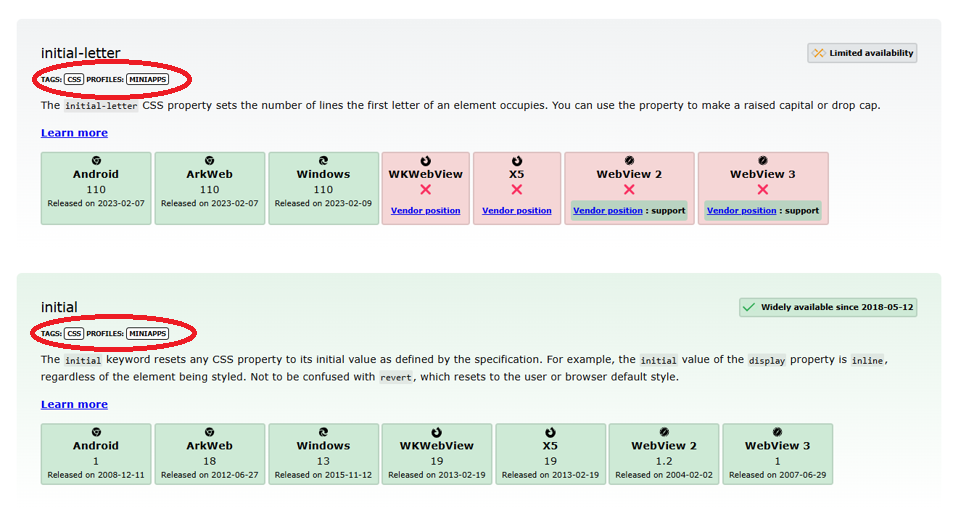 initial-letter
Limited availability
TAGS: CSS PROFILES: MINIAPPS
The initial-letter CSS property sets the number of lines the first letter of an element occupies. You can use the property to make a raised capital or drop cap.
Learn more
Android ArkWeb Windows WKWebView X5 WebView 2 WebView 3
110 110 110
Released on 2023-02-07 Released on 2023-02-07 Released on 2023-02-09 Vendor position Vendor position Vendor position : support Vendor position : support
initial
Widely available since 2018-05-12
TAGS: CSS PROFILES: MINIAPPS
The initial keyword resets any CSS property to its initial value as defined by the specification. For example, the initial value of the display property is inline,
regardless of the element being styled. Not to be confused with revert, which resets to the user or browser default style.
Learn more
Android ArkWeb Windows WKWebView X5 WebView 2 WebView 3
1 18 13 19 19 1.2 1
Released on 2008-12-11 Released on 2012-06-27 Released on 2015-11-12 Released on 2013-02-19 Released on 2013-02-19 Released on 2004-02-02 Released on 2007-06-29